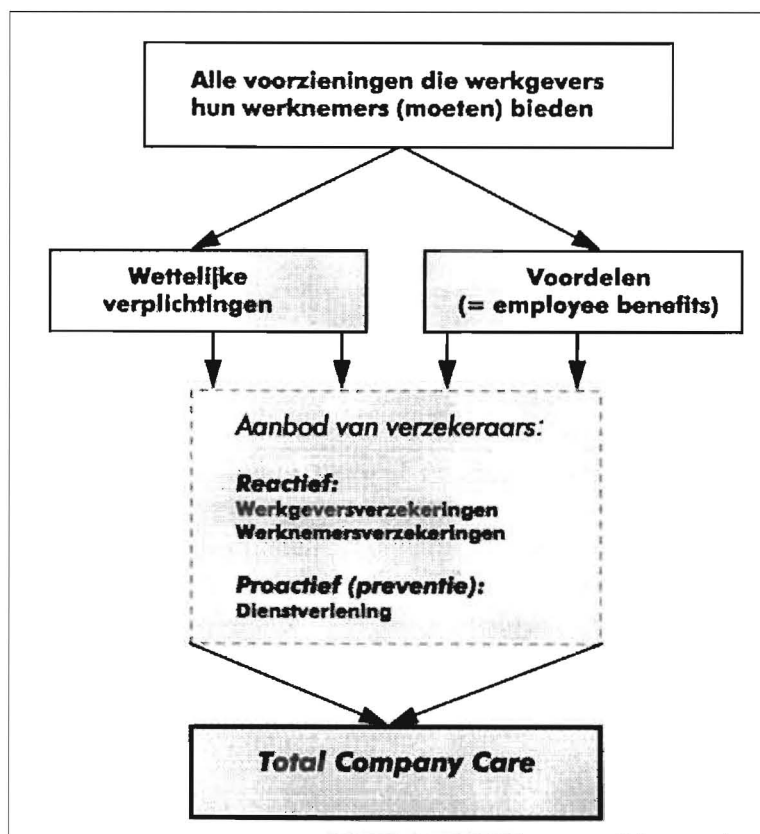 Alle voorzieningen die werkgevers
hun werknemers (moeten) bieden
Wettelijke
verplichtingen
Voordelen
(= employee benefits)
Aanbod van verzekeraars:
Reactief:
Werkgeversverzekeringen
Werknemersverzekeringen
Proactief (preventie):
Dienstverlening
Total Company Care